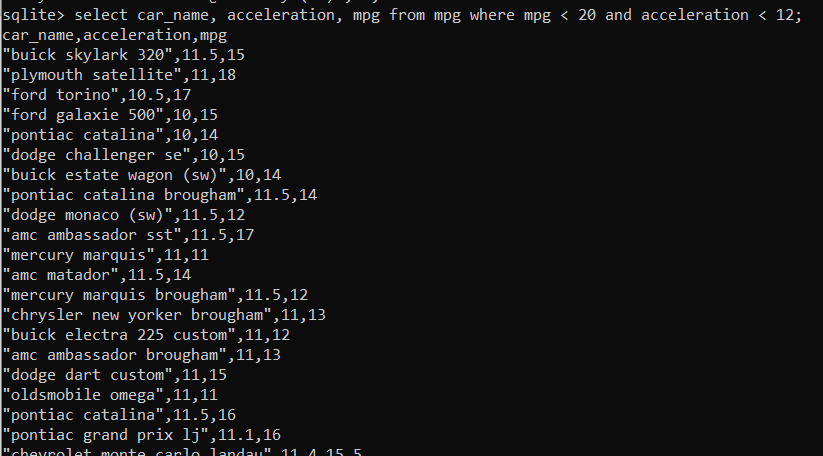 sqlite> select car_name, acceleration, mpg from mpg where mpg < 20 and acceleration < 12;
car_name,acceleration,mpg
"buick skylark 320",11.5,15
"plymouth satellite",11,18
"ford torino",10.5,17
"ford galaxie 500",10,15
"pontiac catalina",10,14
"dodge challenger se",10,15
"buick estate wagon (sw)",10,14
"pontiac catalina brougham",11.5,14
"dodge monaco (sw)",11.5,12
"amc ambassador sst",11.5,17
"mercury marquis",11,11
"amc matador",11.5,14
"mercury marquis brougham",11.5,12
"chrysler new yorker brougham",11,13
"buick electra 225 custom",11,12
"amc ambassador brougham",11,13
"dodge dart custom",11,15
"oldsmobile omega",11,11
"pontiac catalina",11.5,16
"pontiac grand prix lj",11.1,16
"chevrolet monte carlo landau",11.4,15.5